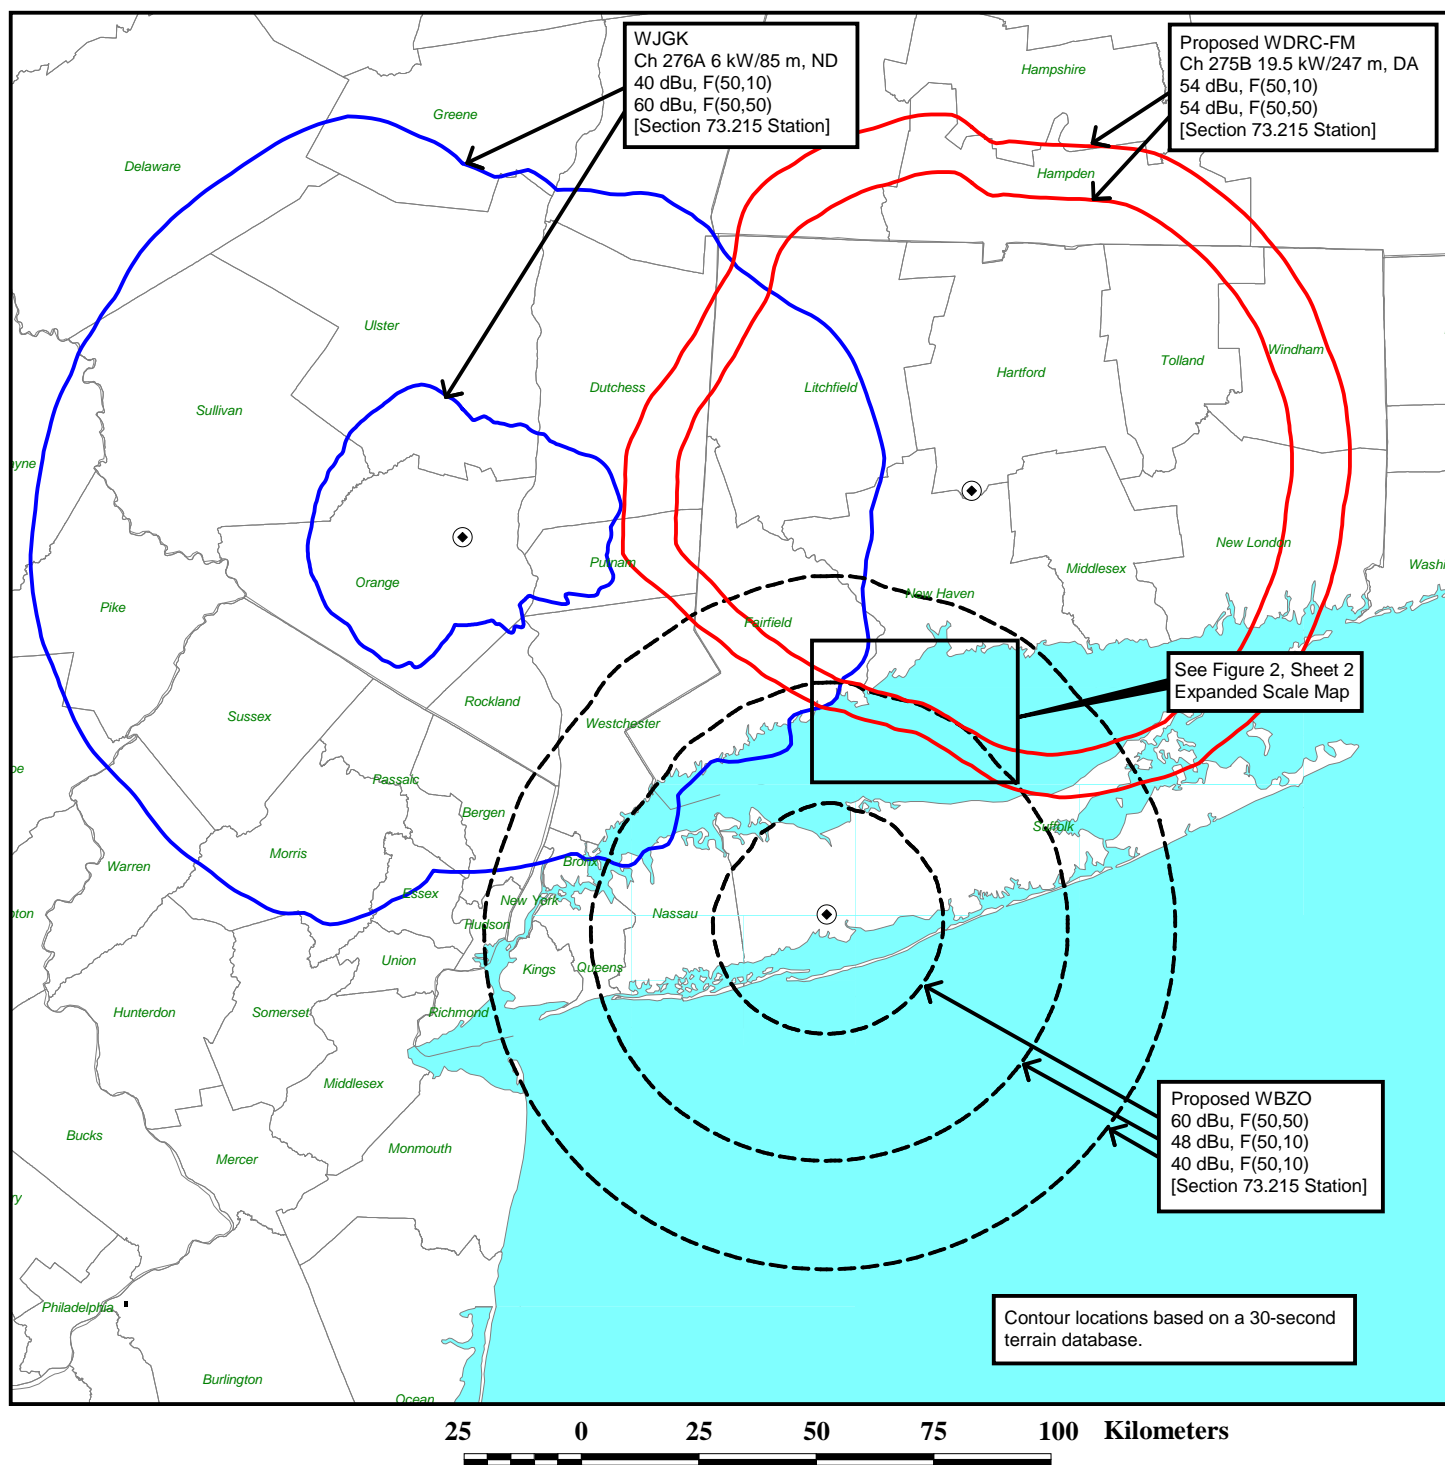 WJGK
Ch 276A 6 kW/85 m, ND
40 dBu, F(50,10)
60 dBu, F(50,50)
[Section 73.215 Station]
Proposed WDRC-FM
Ch 275B 19.5 kW/247 m, DA
54 dBu, F(50,10)
54 dBu, F(50,50)
[Section 73.215 Station]
Hampshire
Greene
Delaware
Hampden
Ulster
Windham
Tolland
Hartford
Dutchess
Litchfield
Sullivan
yne
New London
Putnam
Middlesex
Washi
Orange
New Haven
Pike
Fairfield
See Figure 2, Sheet 2
Expanded Scale Map
Rockland
Sussex
Westchester
oe
Passaic
Bergen
Suffolk
Morris
Warren
Bronx
Essex
New York
pton
Nassau
Hudson
Union
Kings
Queens
Hunterdon
Somerset
Richmond
Middlesex
Proposed WBZO
60 dBu, F(50,50)
48 dBu, F(50,10)
40 dBu, F(50,10)
[Section 73.215 Station]
Bucks
Monmouth
Mercer
ry
Philadelphia
Contour locations based on a 30-second
terrain database.
Burlington
Ocean
25 0 25 50 75 100 Kilometers